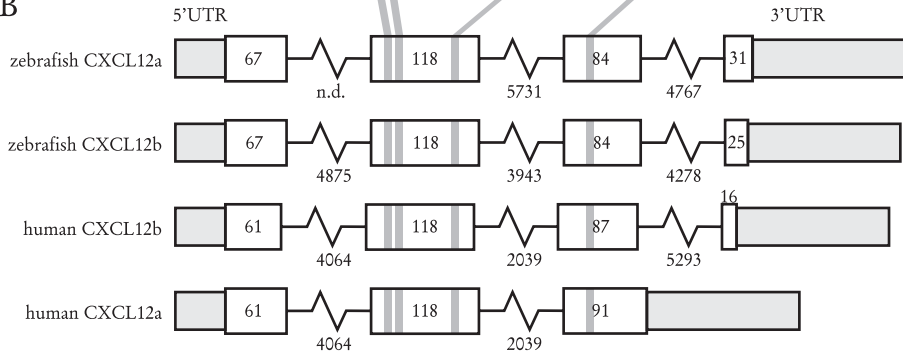 B
5'UTR 3'UTR
zebrafish CXCL12a 67 118 84 31
n.d. 5731 4767
zebrafish CXCL12b 67 118 84 25
4875 3943 4278
16
human CXCL12b 61 118 87
4064 2039 5293
human CXCL12a 61 118 91
4064 2039